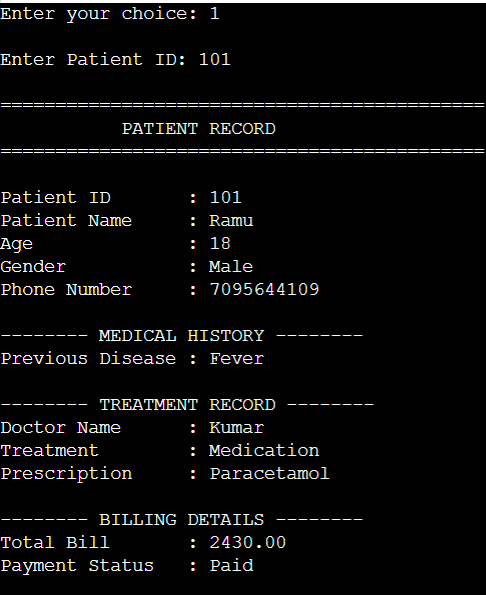 Enter your choice: 1
Enter Patient ID: 101
============================================
PATIENT RECORD
============================================
Patient ID       : 101
Patient Name     : Ramu
Age              : 18
Gender           : Male
Phone Number     : 7095644109
-------- MEDICAL HISTORY --------
Previous Disease : Fever
-------- TREATMENT RECORD --------
Doctor Name      : Kumar
Treatment        : Medication
Prescription     : Paracetamol
-------- BILLING DETAILS --------
Total Bill       : 2430.00
Payment Status   : Paid